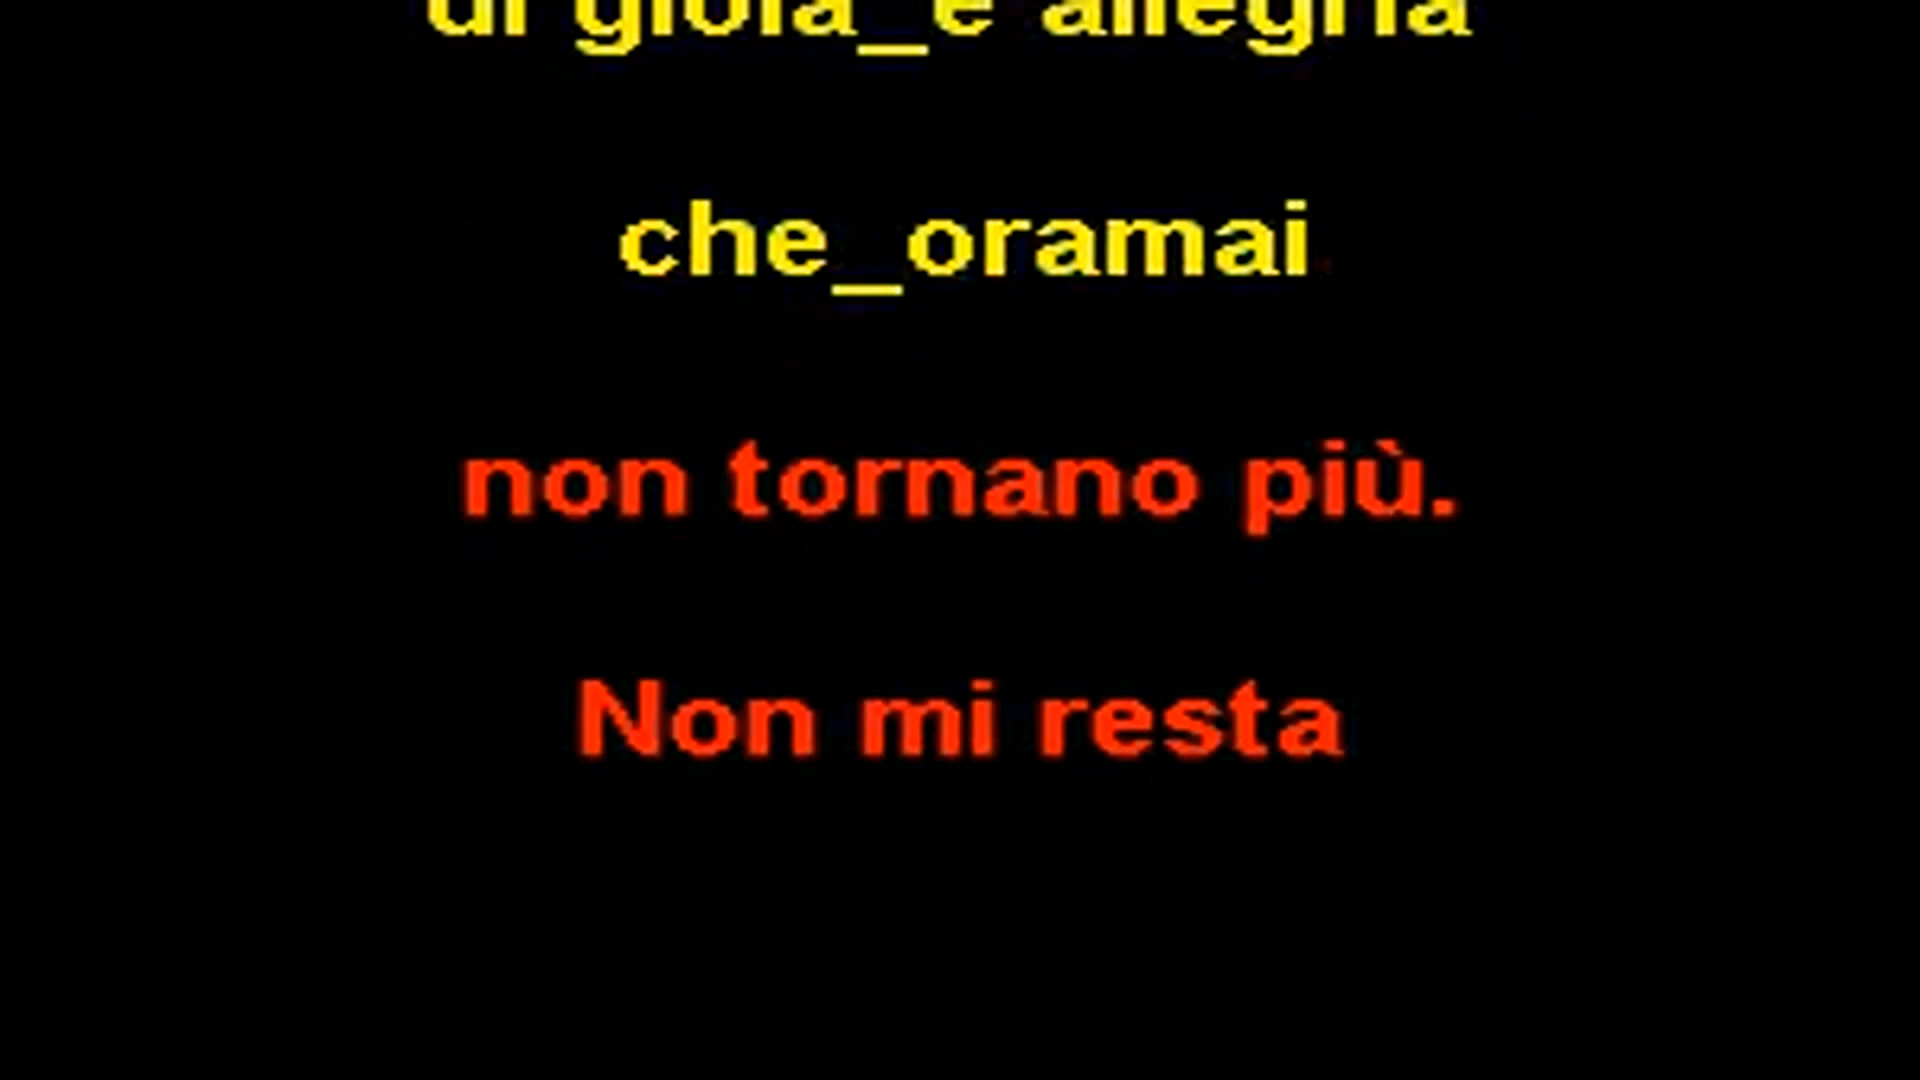 di gioia_e allegria
che_oramai
non tornano più.
Non mi resta